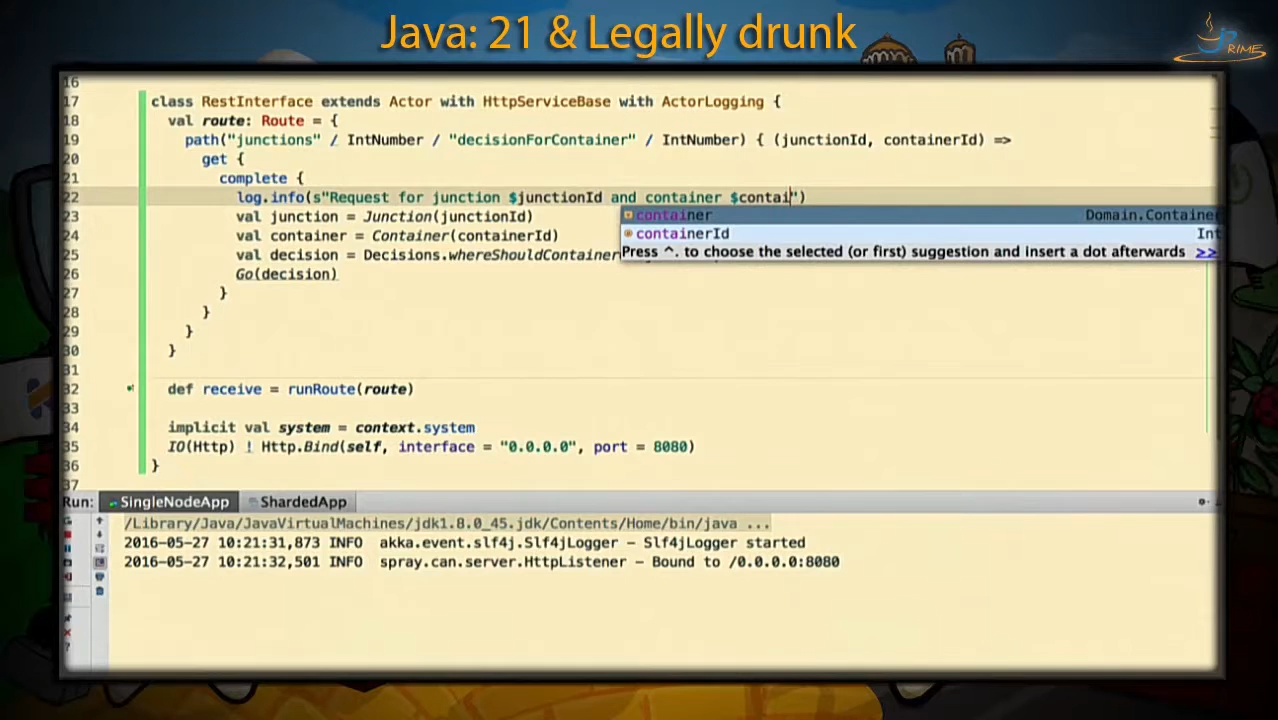 Java: 21 & Legally drunk
JPRIME
16
17 class RestInterface extends Actor with HttpServiceBase with ActorLogging {
18 val route: Route = {
19 path("junctions" / IntNumber / "decisionForContainer" / IntNumber) { (junctionId, containerId) =>
20 get {
21 complete {
22 log.info(s"Request for junction $junctionId and container $contai")
container Domain.Container
23 val junction = Junction(junctionId)
containerId Int
24 val container = Container(containerId)
Press ^. to choose the selected (or first) suggestion and insert a dot afterwards >>
25 val decision = Decisions.whereShouldContainer
26 Go(decision)
27 }
28 }
29 }
30 }
31
32 def receive = runRoute(route)
33
34 implicit val system = context.system
35 IO(Http) ! Http.Bind(self, interface = "0.0.0.0", port = 8080)
36 }
37
Run: SingleNodeApp ShardedApp
/Library/Java/JavaVirtualMachines/jdk1.8.0_45.jdk/Contents/Home/bin/java ...
2016-05-27 10:21:31,873 INFO akka.event.slf4j.Slf4jLogger - Slf4jLogger started
2016-05-27 10:21:32,501 INFO spray.can.server.HttpListener - Bound to /0.0.0.0:8080